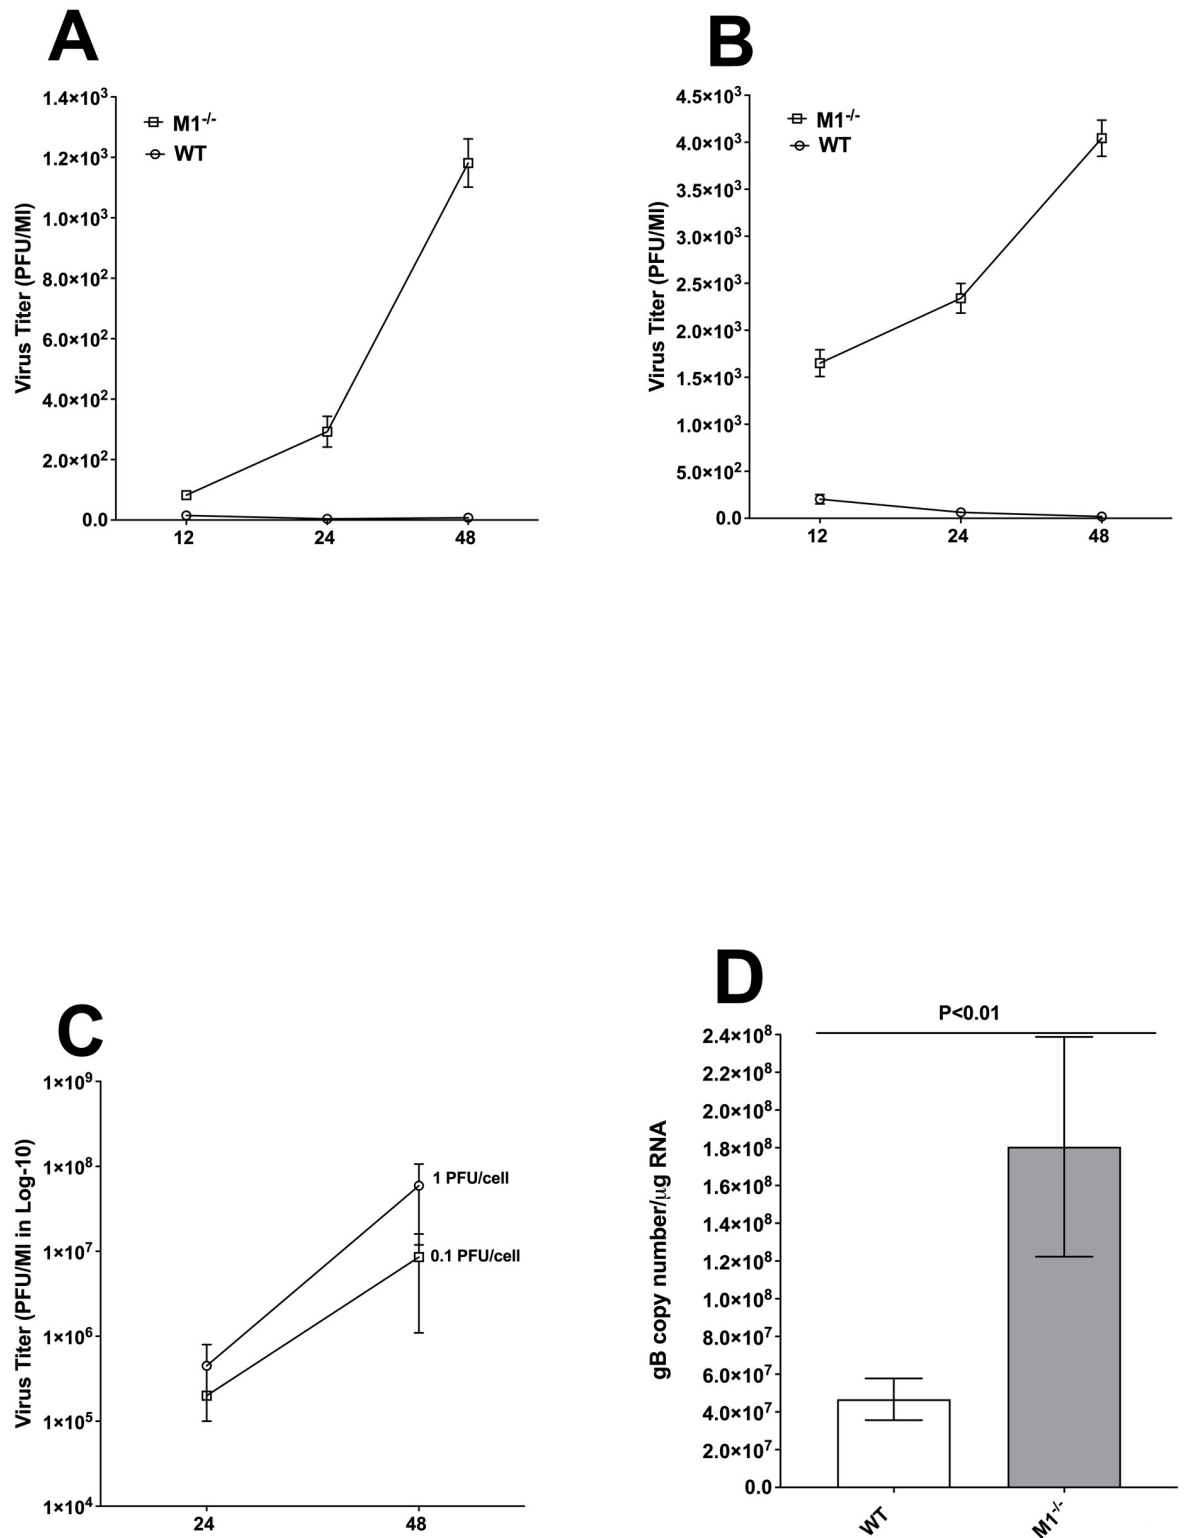 A
Virus Titer (PFU/Ml)
1.4×10³
1.2×10³
1.0×10³
8.0×10²
6.0×10²
4.0×10²
2.0×10²
0.0
M1⁻/⁻
WT
12 24 48
B
Virus Titer (PFU/Ml)
4.5×10³
4.0×10³
3.5×10³
3.0×10³
2.5×10³
2.0×10³
1.5×10³
1.0×10³
5.0×10²
0.0
M1⁻/⁻
WT
12 24 48
C
Virus Titer (PFU/Ml in Log-10)
1×10⁹
1×10⁸
1×10⁷
1×10⁶
1×10⁵
1×10⁴
1 PFU/cell
0.1 PFU/cell
24 48
D
P<0.01
gB copy number/μg RNA
2.4×10⁸
2.2×10⁸
2.0×10⁸
1.8×10⁸
1.6×10⁸
1.4×10⁸
1.2×10⁸
1.0×10⁸
8.0×10⁷
6.0×10⁷
4.0×10⁷
2.0×10⁷
0.0
WT M1⁻/⁻